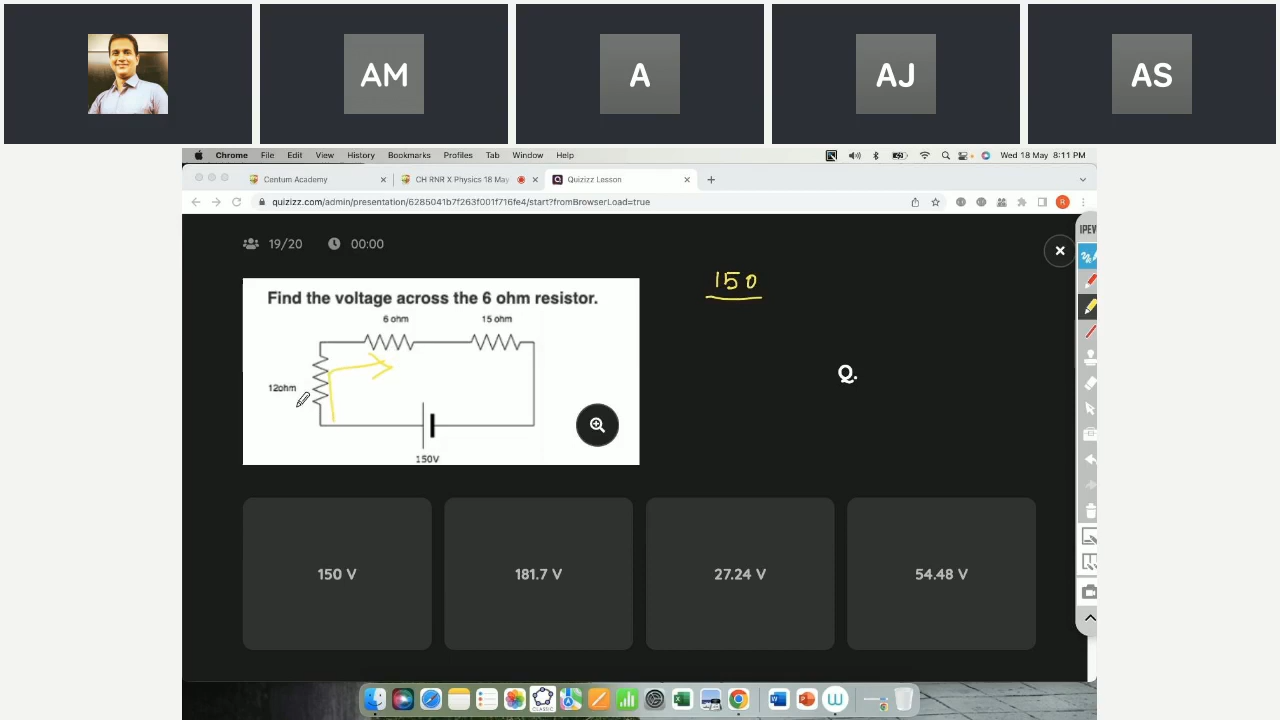 AM
A
AJ
AS
Chrome File Edit View History Bookmarks Profiles Tab Window Help
Wed 18 May 8:11 PM
Centum Academy
CH RNR X Physics 18 May
Quizizz Lesson
quizizz.com/admin/presentation/6285041b7f263f001f716fe4/start?fromBrowserLoad=true
R
IPEV
19/20
00:00
150
Find the voltage across the 6 ohm resistor.
6 ohm
15 ohm
12ohm
150V
Q.
150 V
181.7 V
27.24 V
54.48 V
CLASSIC